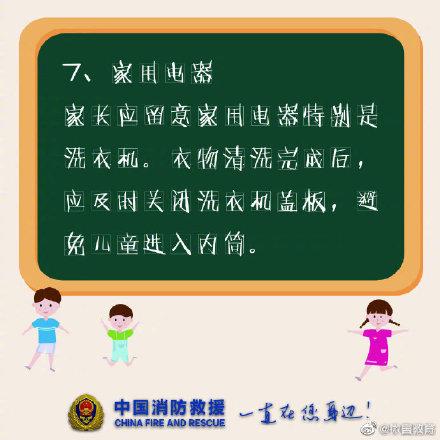 7、家用电器
家长应留意家用电器特别是
洗衣机。衣物清洗完成后，
应及时关闭洗衣机盖板，避
免儿童进入内筒。
中国消防救援
CHINA FIRE AND RESCUE
一直在您身边!